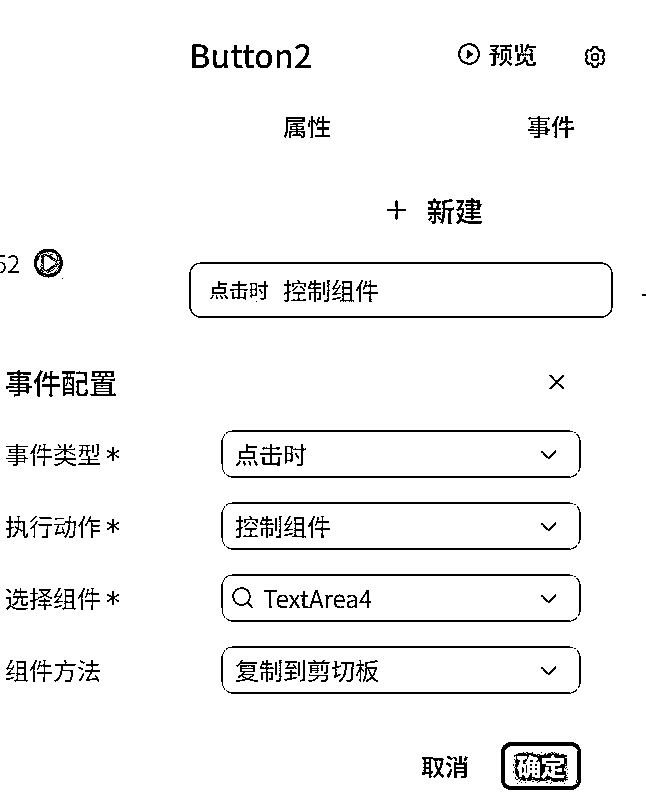 Button2 预览
属性 事件
+ 新建
52
点击时 控制组件
事件配置
事件类型* 点击时
执行动作* 控制组件
选择组件* TextArea4
组件方法 复制到剪切板
取消 确定